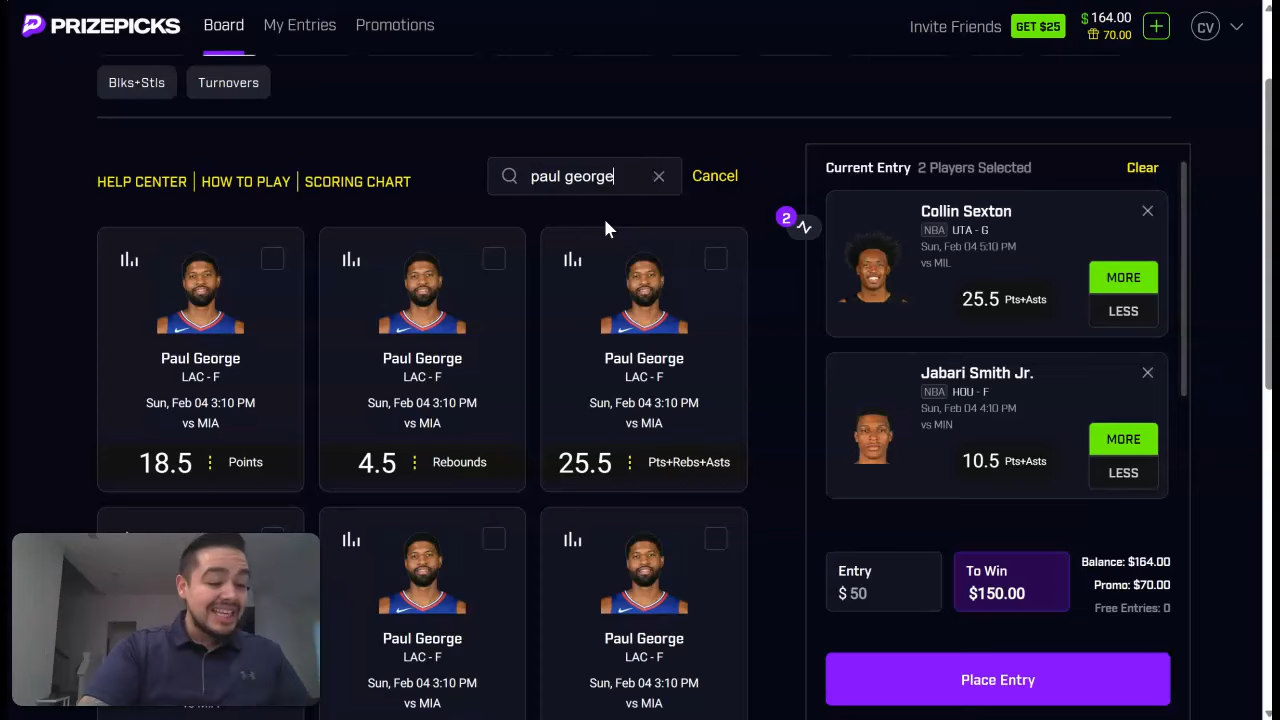 PRIZEPICKS
Board
My Entries
Promotions
Invite Friends
GET $25
$ 164.00
70.00
CV
Blks+Stls
Turnovers
HELP CENTER | HOW TO PLAY | SCORING CHART
paul george
Cancel
Paul George
LAC - F
Sun, Feb 04 3:10 PM
vs MIA
18.5
Points
Paul George
LAC - F
Sun, Feb 04 3:10 PM
vs MIA
4.5
Rebounds
Paul George
LAC - F
Sun, Feb 04 3:10 PM
vs MIA
25.5
Pts+Rebs+Asts
Paul George
LAC - F
Sun, Feb 04 3:10 PM
vs MIA
Paul George
LAC - F
Sun, Feb 04 3:10 PM
vs MIA
2
Current Entry 2 Players Selected
Clear
Collin Sexton
NBA UTA - G
Sun, Feb 04 5:10 PM
vs MIL
25.5 Pts+Asts
MORE
LESS
Jabari Smith Jr.
NBA HOU - F
Sun, Feb 04 4:10 PM
vs MIN
10.5 Pts+Asts
MORE
LESS
Entry
$ 50
To Win
$150.00
Balance: $164.00
Promo: $70.00
Free Entries: 0
Place Entry